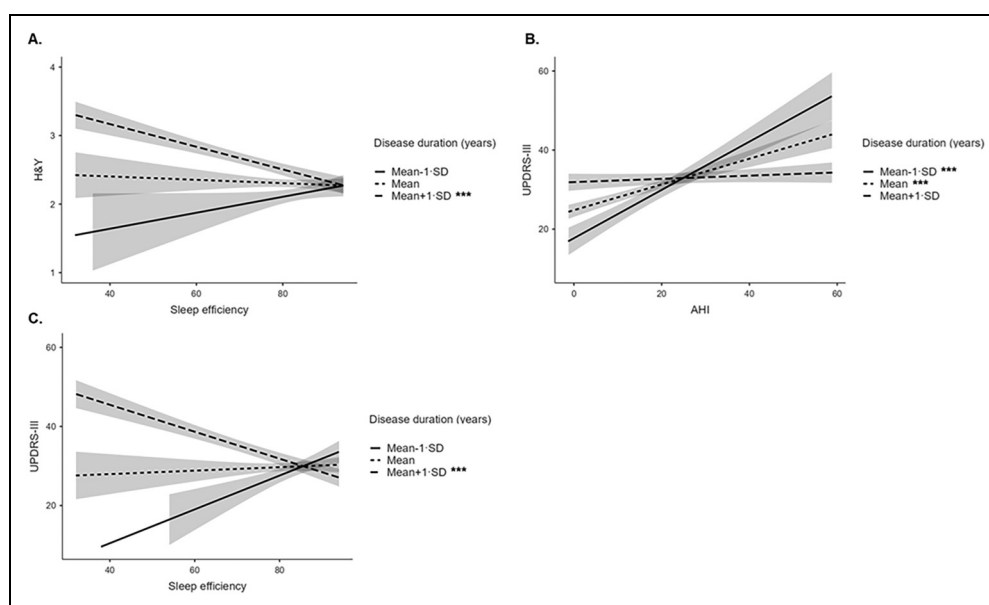 A.
4
3
2
1
H&Y
40 60 80
Sleep efficiency
Disease duration (years)
Mean-1·SD
Mean
Mean+1·SD ***
B.
60
40
20
UPDRS-III
0 20 40 60
AHI
Disease duration (years)
Mean-1·SD ***
Mean ***
Mean+1·SD
C.
60
40
20
UPDRS-III
40 60 80
Sleep efficiency
Disease duration (years)
Mean-1·SD
Mean
Mean+1·SD ***